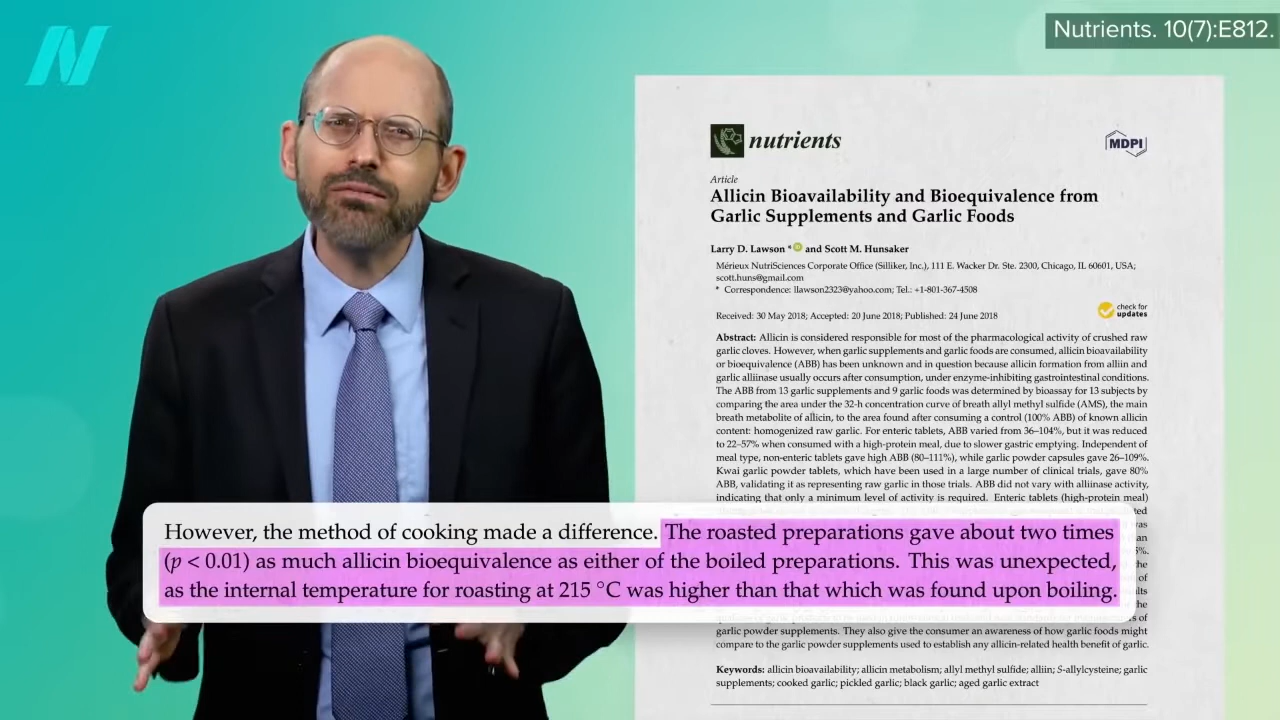 Nutrients. 10(7):E812.
N
nutrients
MDPI
Article
Allicin Bioavailability and Bioequivalence from
Garlic Supplements and Garlic Foods
Larry D. Lawson * and Scott M. Hunsaker
Mérieux NutriSciences Corporate Office (Silliker, Inc.), 111 E. Wacker Dr. Ste. 2300, Chicago, IL 60601, USA;
scott.huns@gmail.com
* Correspondence: llawson2323@yahoo.com; Tel.: +1-801-367-4508
check for
updates
Received: 30 May 2018; Accepted: 20 June 2018; Published: 24 June 2018
Abstract: Allicin is considered responsible for most of the pharmacological activity of crushed raw
garlic cloves. However, when garlic supplements and garlic foods are consumed, allicin bioavailability
or bioequivalence (ABB) has been unknown and in question because allicin formation from alliin and
garlic alliinase usually occurs after consumption, under enzyme-inhibiting gastrointestinal conditions.
The ABB from 13 garlic supplements and 9 garlic foods was determined by bioassay for 13 subjects by
comparing the area under the 32-h concentration curve of breath allyl methyl sulfide (AMS), the main
breath metabolite of allicin, to the area found after consuming a control (100% ABB) of known allicin
content: homogenized raw garlic. For enteric tablets, ABB varied from 36–104%, but it was reduced
to 22–57% when consumed with a high-protein meal, due to slower gastric emptying. Independent of
meal type, non-enteric tablets gave high ABB (80–111%), while garlic powder capsules gave 26–109%.
Kwai garlic powder tablets, which have been used in a large number of clinical trials, gave 80%
ABB, validating it as representing raw garlic in those trials. ABB did not vary with alliinase activity,
indicating that only a minimum level of activity is required. Enteric tablets (high-protein meal)
However, the method of cooking made a difference. The roasted preparations gave about two times
(p < 0.01) as much allicin bioequivalence as either of the boiled preparations. This was unexpected,
as the internal temperature for roasting at 215 °C was higher than that which was found upon boiling.
garlic powder supplements. They also give the consumer an awareness of how garlic foods might
compare to the garlic powder supplements used to establish any allicin-related health benefit of garlic.
Keywords: allicin bioavailability; allicin metabolism; allyl methyl sulfide; alliin; S-allylcysteine; garlic
supplements; cooked garlic; pickled garlic; black garlic; aged garlic extract